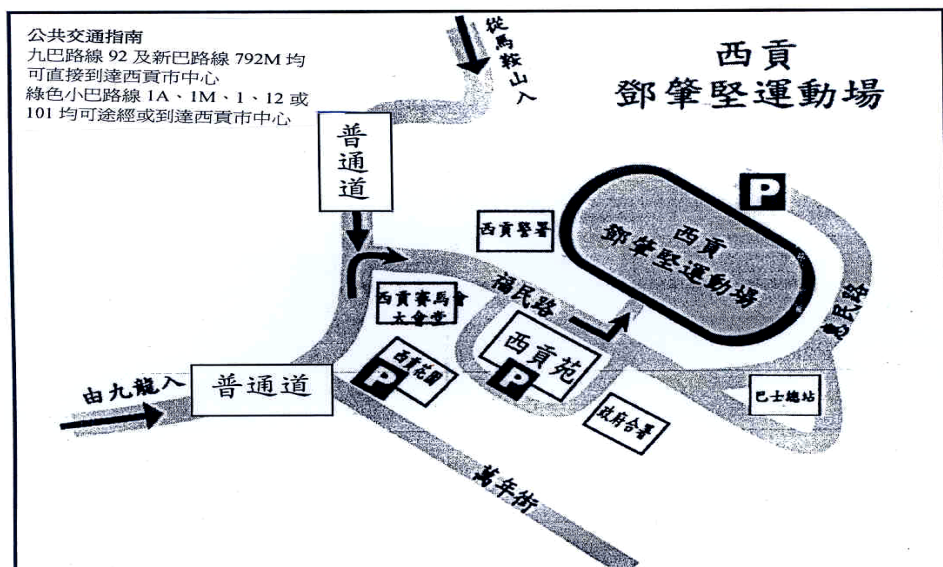 公共交通指南
九巴路線 92 及新巴路線 792M 均
可直接到達西貢市中心
綠色小巴路線 1A、1M、1、12 或
101 均可途經或到達西貢市中心
從馬鞍山入
西貢
鄧肇堅運動場
普通道
P
西貢警署
西貢
鄧肇堅運動場
惠民路
福民路
西貢賽馬會
大會堂
西貢苑
P
西貢花園
P
普通道
由九龍入
巴士總站
政府合署
萬年街